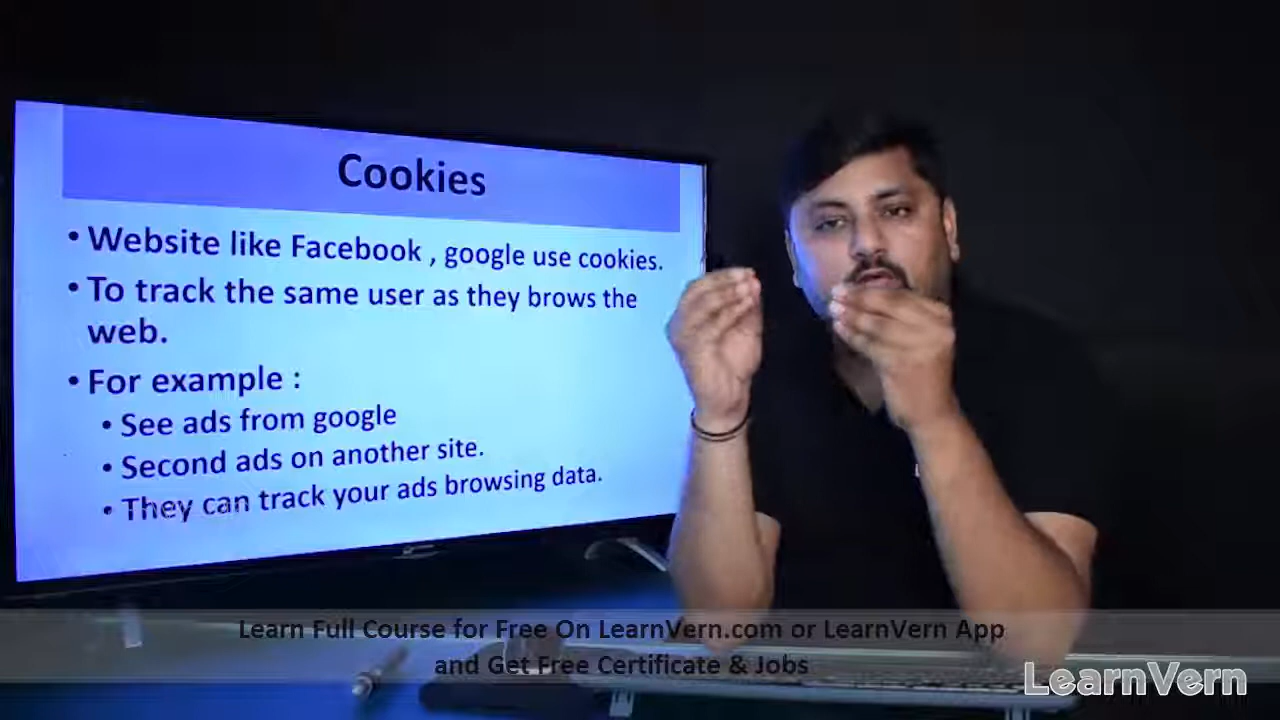 Cookies
• Website like Facebook , google use cookies.
• To track the same user as they brows the
web.
• For example :
• See ads from google
• Second ads on another site.
• They can track your ads browsing data.
Learn Full Course for Free On LearnVern.com or LearnVern App
and Get Free Certificate & Jobs
LearnVern